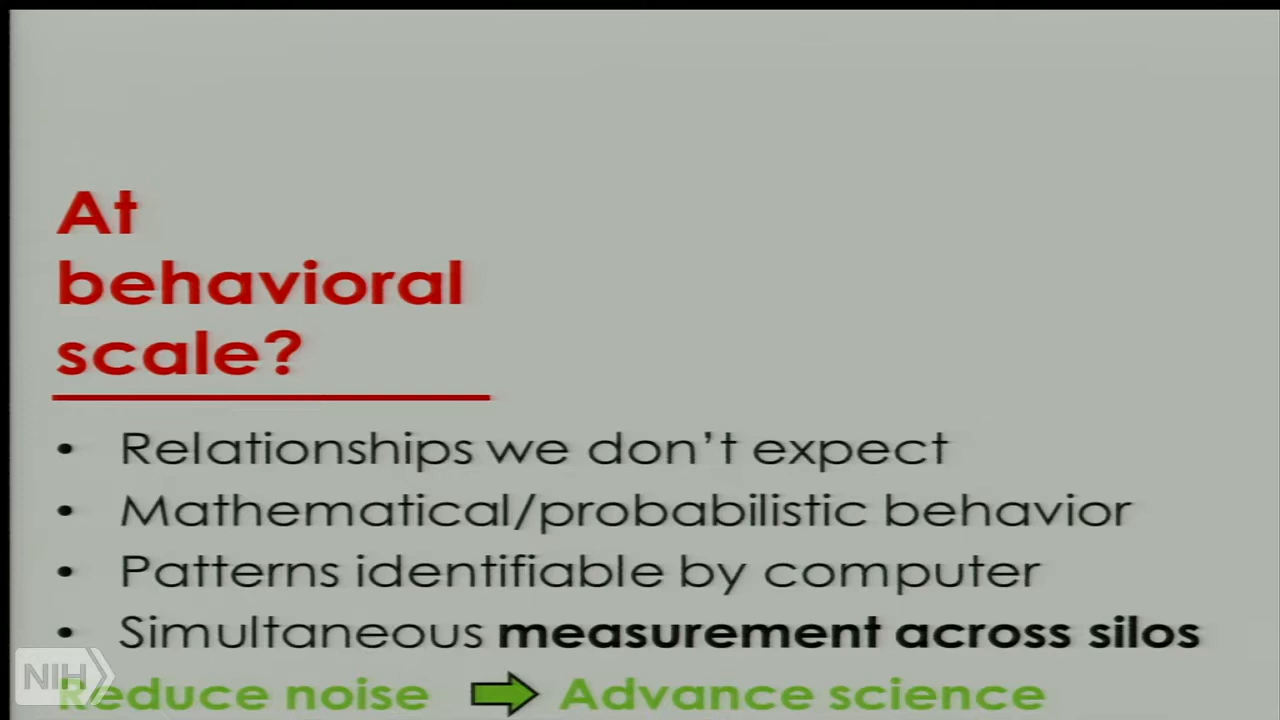 At
behavioral
scale?
• Relationships we don't expect
• Mathematical/probabilistic behavior
• Patterns identifiable by computer
• Simultaneous measurement across silos
NIH
Reduce noise Advance science